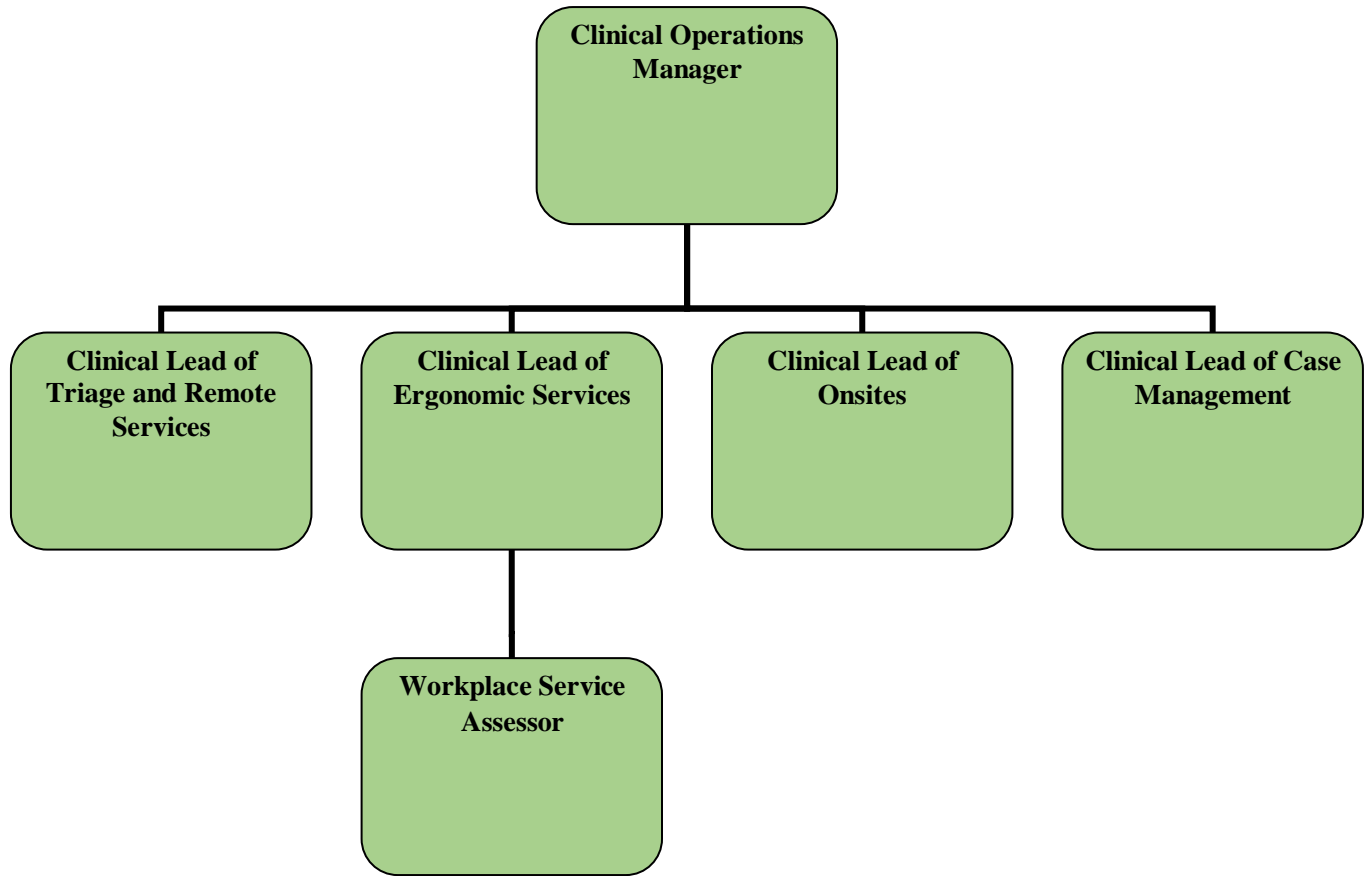 Clinical Operations
Manager
Clinical Lead of
Triage and Remote
Services
Clinical Lead of
Ergonomic Services
Clinical Lead of
Onsites
Clinical Lead of Case
Management
Workplace Service
Assessor